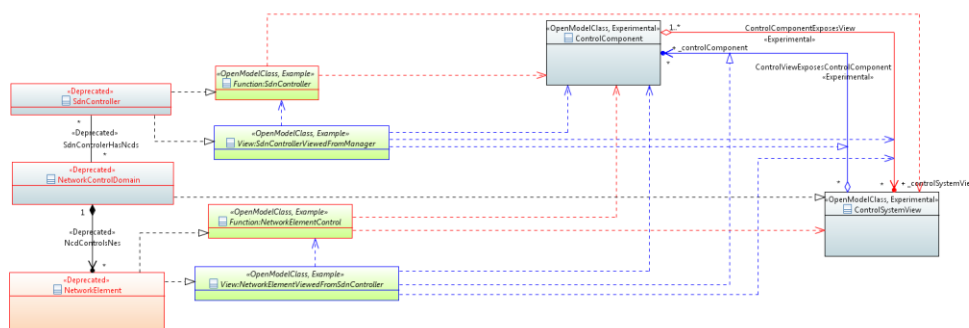 «OpenModelClass, Experimental»
ControlComponent
1..*
ControlComponentExposesView
«Experimental»
_controlComponent
*
ControlViewExposesControlComponent
«Experimental»
«OpenModelClass, Example»
Function:SdnController
«Deprecated»
SdnController
«OpenModelClass, Example»
View:SdnControllerViewedFromManager
*
«Deprecated»
SdnControlerHasNcds
*
«Deprecated»
NetworkControlDomain
* * _controlSystemView
«OpenModelClass, Experimental»
ControlSystemView
1
«OpenModelClass, Example»
Function:NetworkElementControl
«Deprecated»
NcdControlsNes
*
«Deprecated»
NetworkElement
«OpenModelClass, Example»
View:NetworkElementViewedFromSdnController